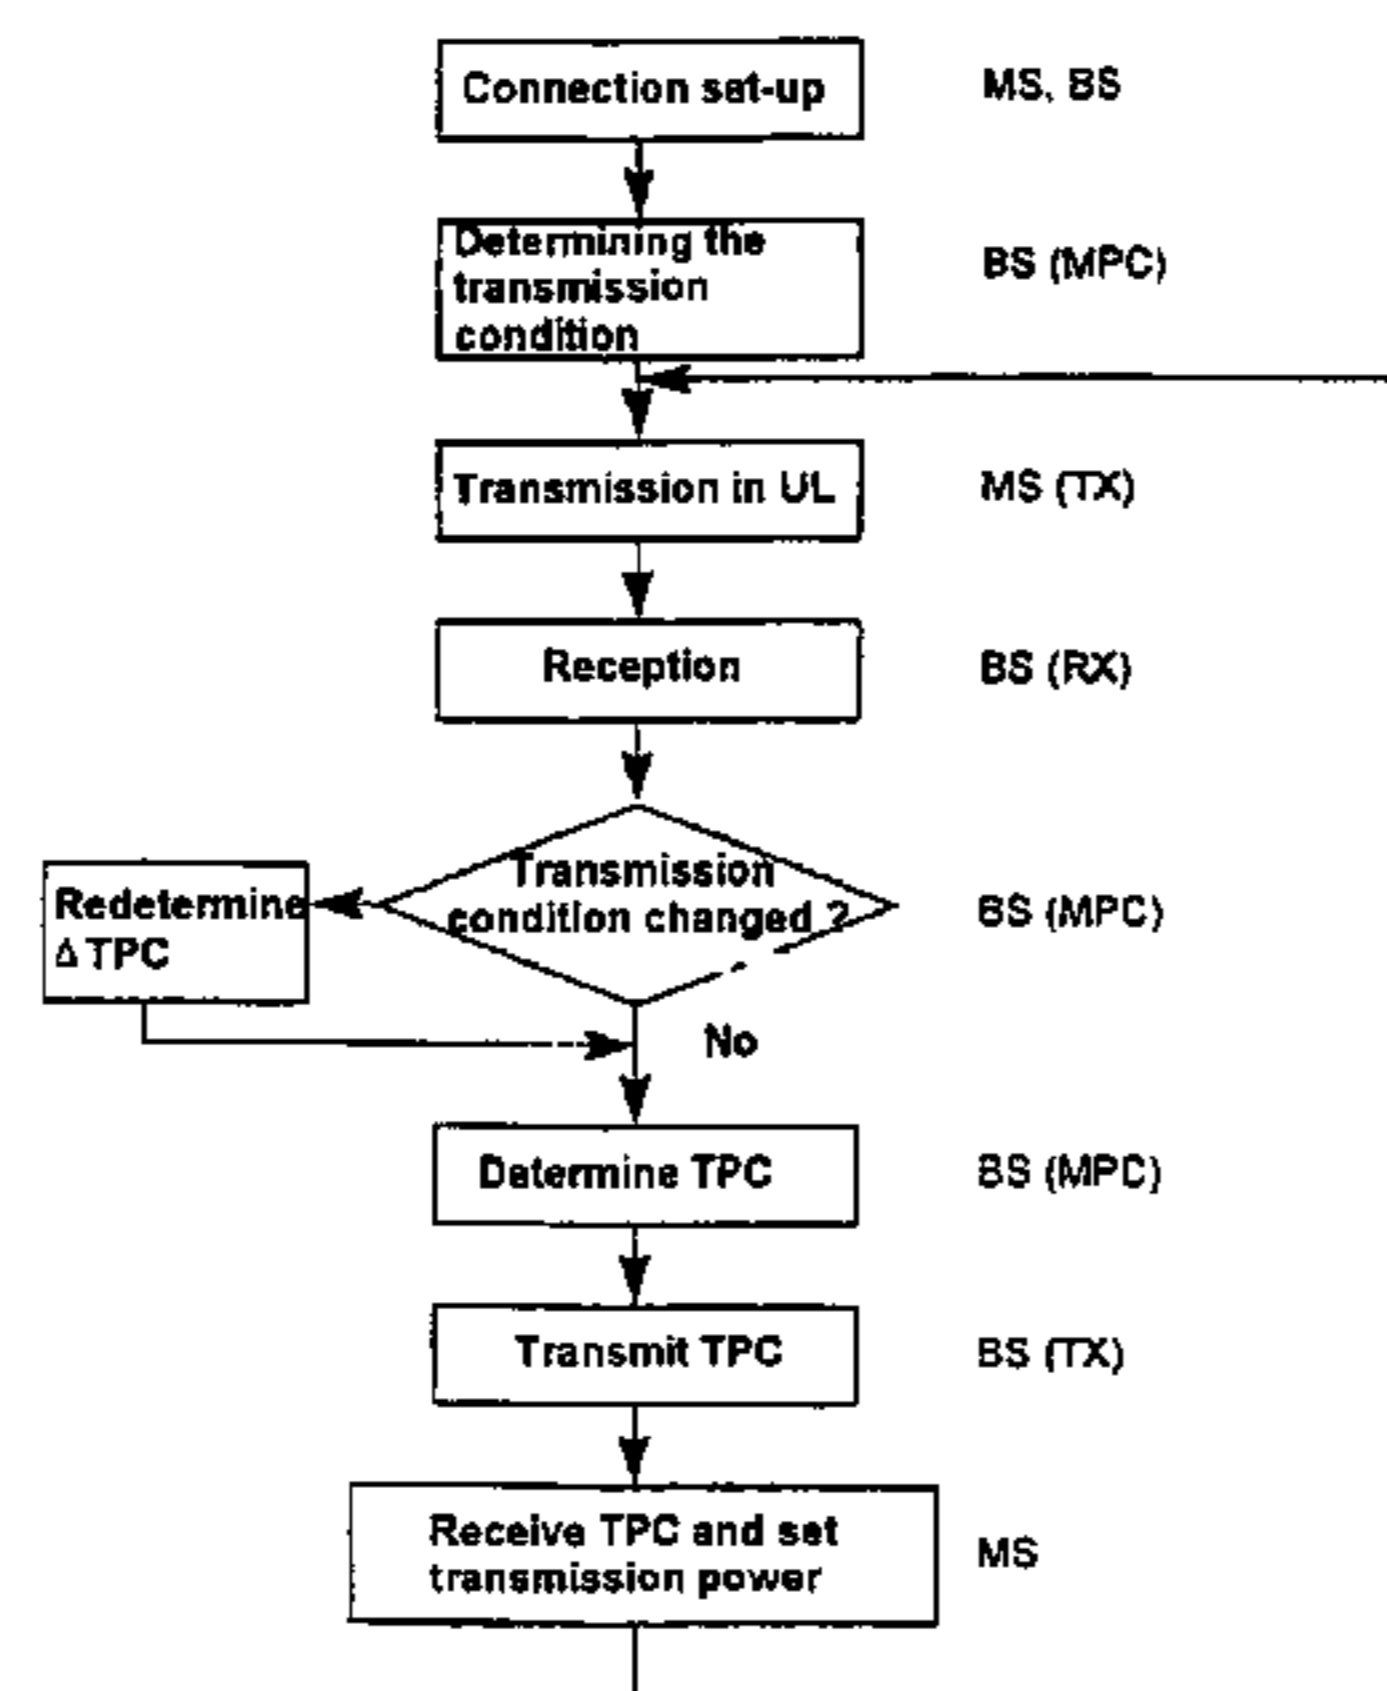 Connection set-up
MS, BS
Determining the
transmission
condition
BS (MPC)
Transmission in UL
MS (TX)
Reception
BS (RX)
Transmission
condition changed ?
BS (MPC)
Redetermine
Δ TPC
No
Determine TPC
BS (MPC)
Transmit TPC
BS (TX)
Receive TPC and set
transmission power
MS